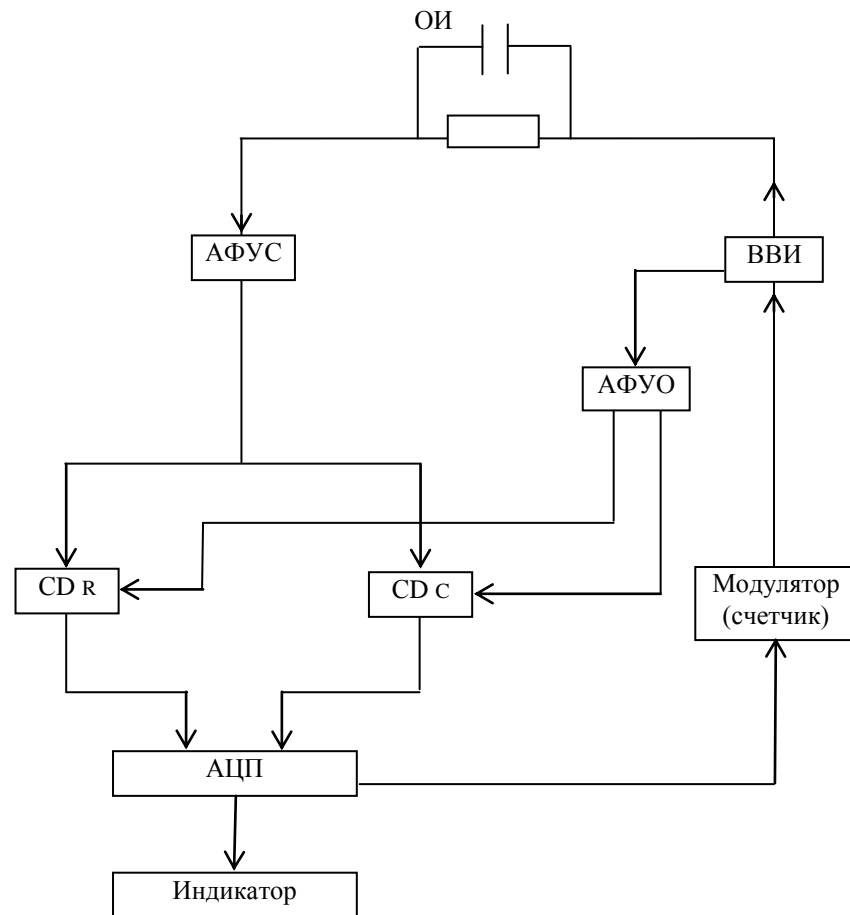 ОИ
АФУС
ВВИ
АФУО
CD R
CD C
Модулятор
(счетчик)
АЦП
Индикатор